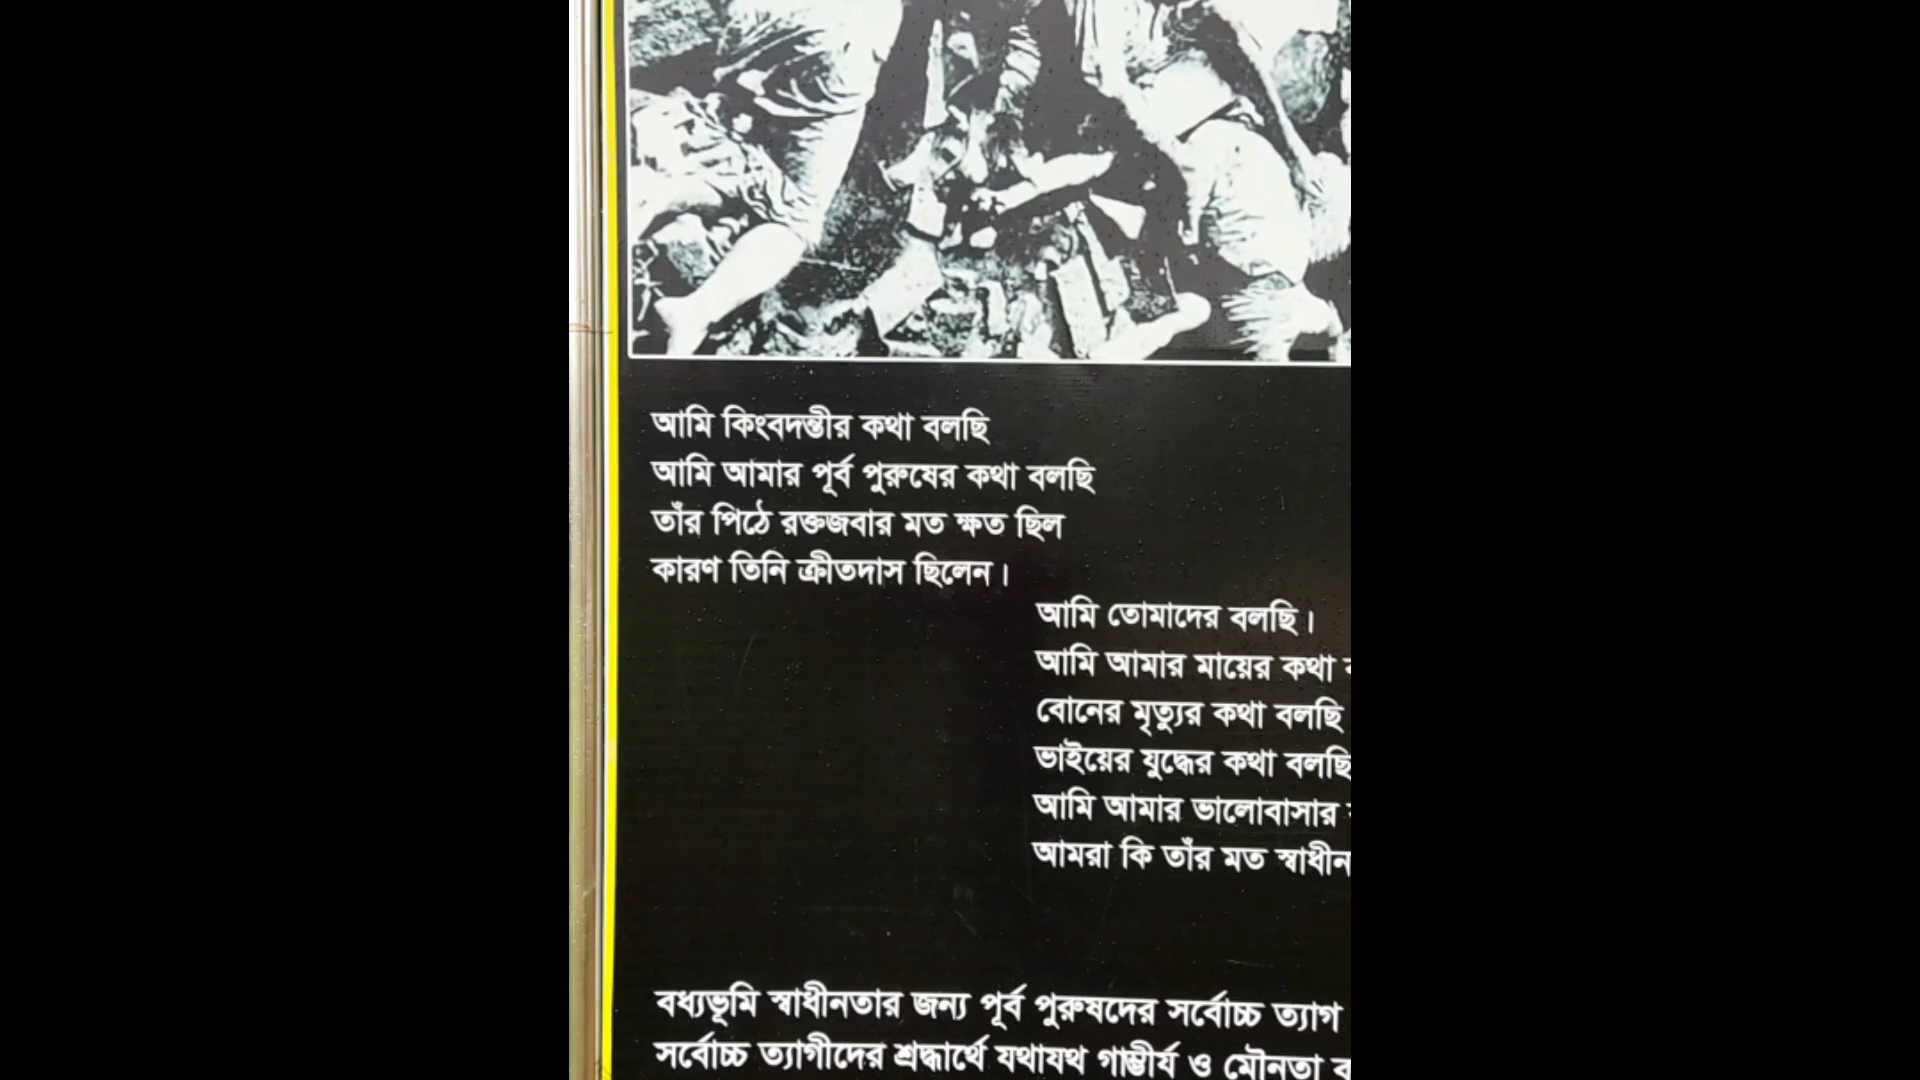 আমি কিংবদন্তীর কথা বলছি
আমি আমার পূর্ব পুরুষের কথা বলছি
তাঁর পিঠে রক্তজবার মত ক্ষত ছিল
কারণ তিনি ক্রীতদাস ছিলেন।
আমি তোমাদের বলছি।
আমি আমার মায়ের কথা
বোনের মৃত্যুর কথা বলছি
ভাইয়ের যুদ্ধের কথা বলছি
আমি আমার ভালোবাসার
আমরা কি তাঁর মত স্বাধীন
বধ্যভূমি স্বাধীনতার জন্য পূর্ব পুরুষদের সর্বোচ্চ ত্যাগ
সর্বোচ্চ ত্যাগীদের শ্রদ্ধার্থে যথাযথ গাম্ভীর্য ও মৌনতা